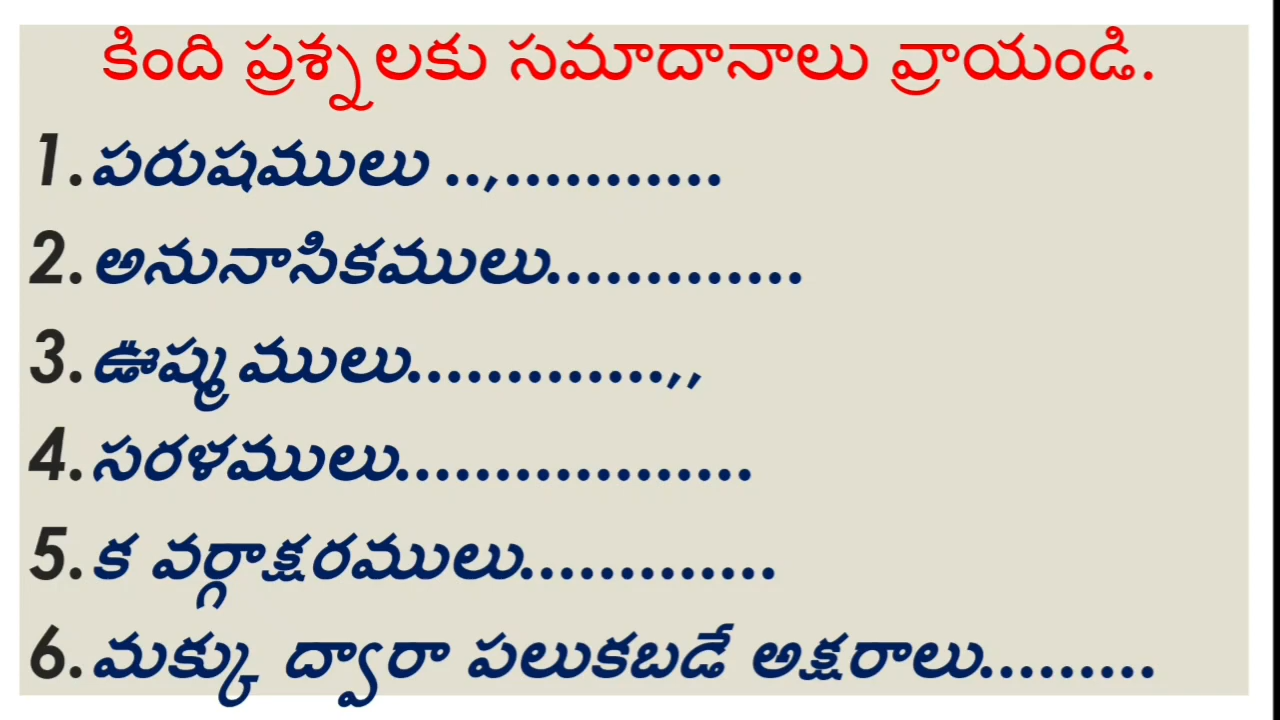 కింది ప్రశ్నలకు సమాదానాలు వ్రాయండి.
1.పరుషములు ..,...........
2.అనునాసికములు.............
3.ఊష్మములు.............,,
4.సరళములు..................
5.క వర్గాక్షరములు.............
6.మక్కు ద్వారా పలుకబడే అక్షరాలు.........